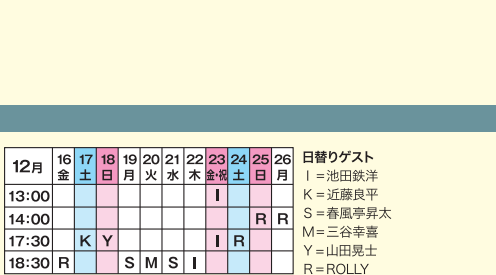 12月 16 17 18 19 20 21 22 23 24 25 26
金 土 日 月 火 水 木 金・祝 土 日 月
13:00 I
14:00 R R
17:30 K Y I R
18:30 R S M S I
日替りゲスト
I=池田鉄洋
K=近藤良平
S=春風亭昇太
M=三谷幸喜
Y=山田晃士
R=ROLLY